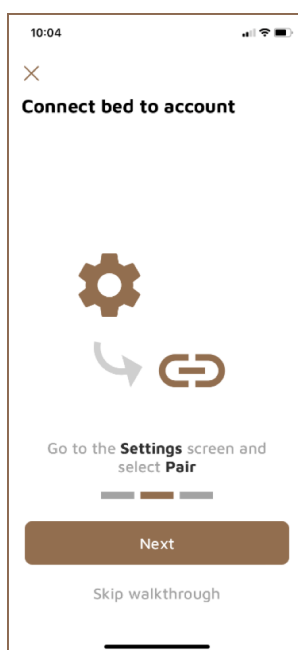 10:04
Connect bed to account
Go to the Settings screen and
select Pair
Next
Skip walkthrough